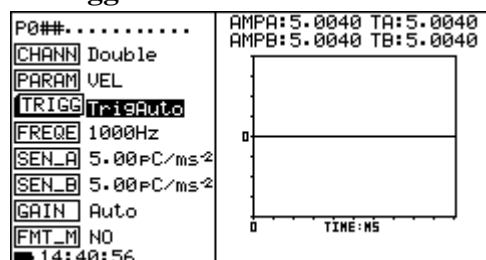 P0##...........
CHANN Double
PARAM VEL
TRIGG TrigAuto
FREQE 1000Hz
SEN_A 5.00PC/ms-2
SEN_B 5.00PC/ms-2
GAIN Auto
FMT_M NO
14:40:56
AMPA:5.0040 TA:5.0040
AMPB:5.0040 TB:5.0040
0
0
TIME:MS